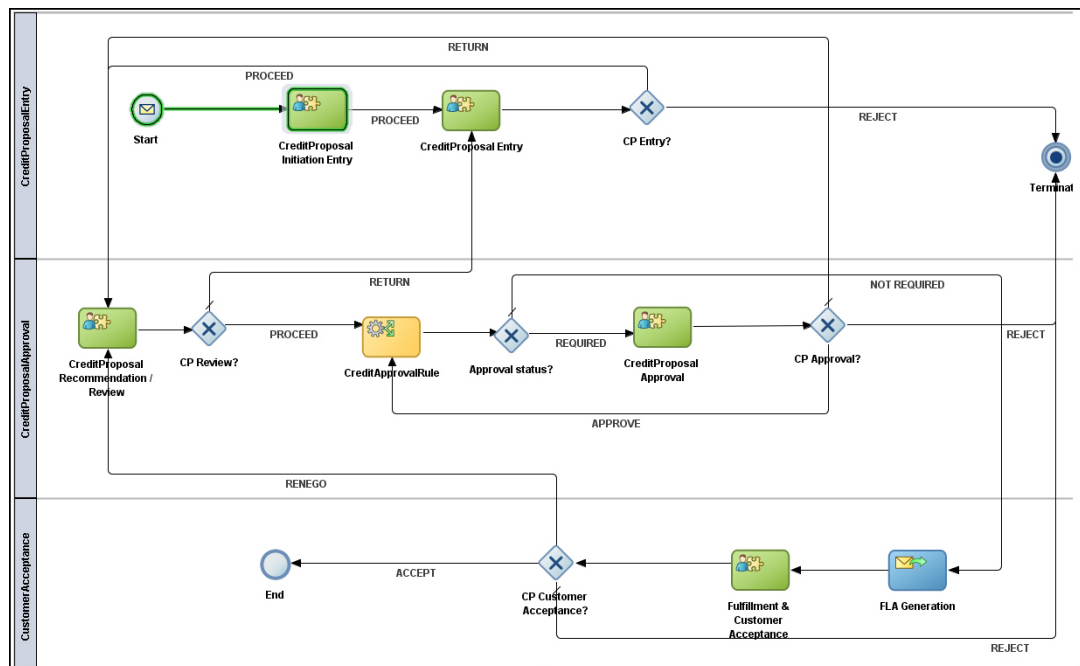 CreditProposalEntry
RETURN
PROCEED
Start
CreditProposal
Initiation Entry
PROCEED
CreditProposal Entry
CP Entry?
REJECT
Terminat
CreditProposalApproval
RETURN
NOT REQUIRED
CreditProposal
Recommendation /
Review
CP Review?
PROCEED
CreditApprovalRule
Approval status?
REQUIRED
CreditProposal
Approval
CP Approval?
REJECT
APPROVE
RENEGO
CustomerAcceptance
End
ACCEPT
CP Customer
Acceptance?
Fulfillment &
Customer
Acceptance
FLA Generation
REJECT